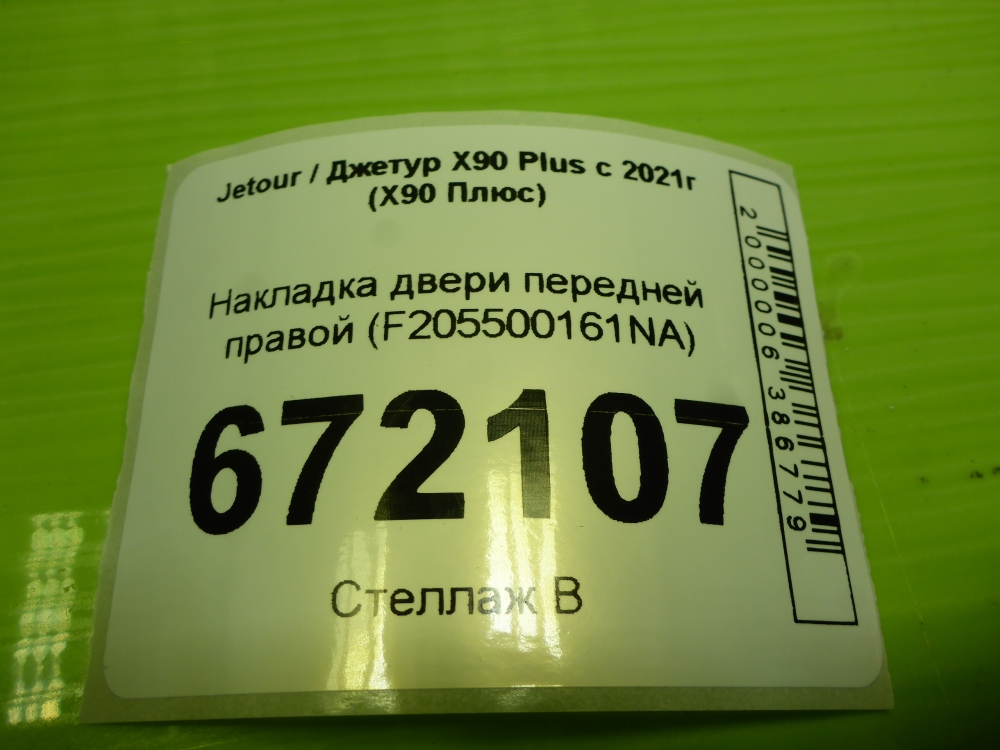 Jetour / Джетур X90 Plus с 2021г
(X90 Плюс)
Накладка двери передней
правой (F205500161NA)
672107
Стеллаж B
2000006386779